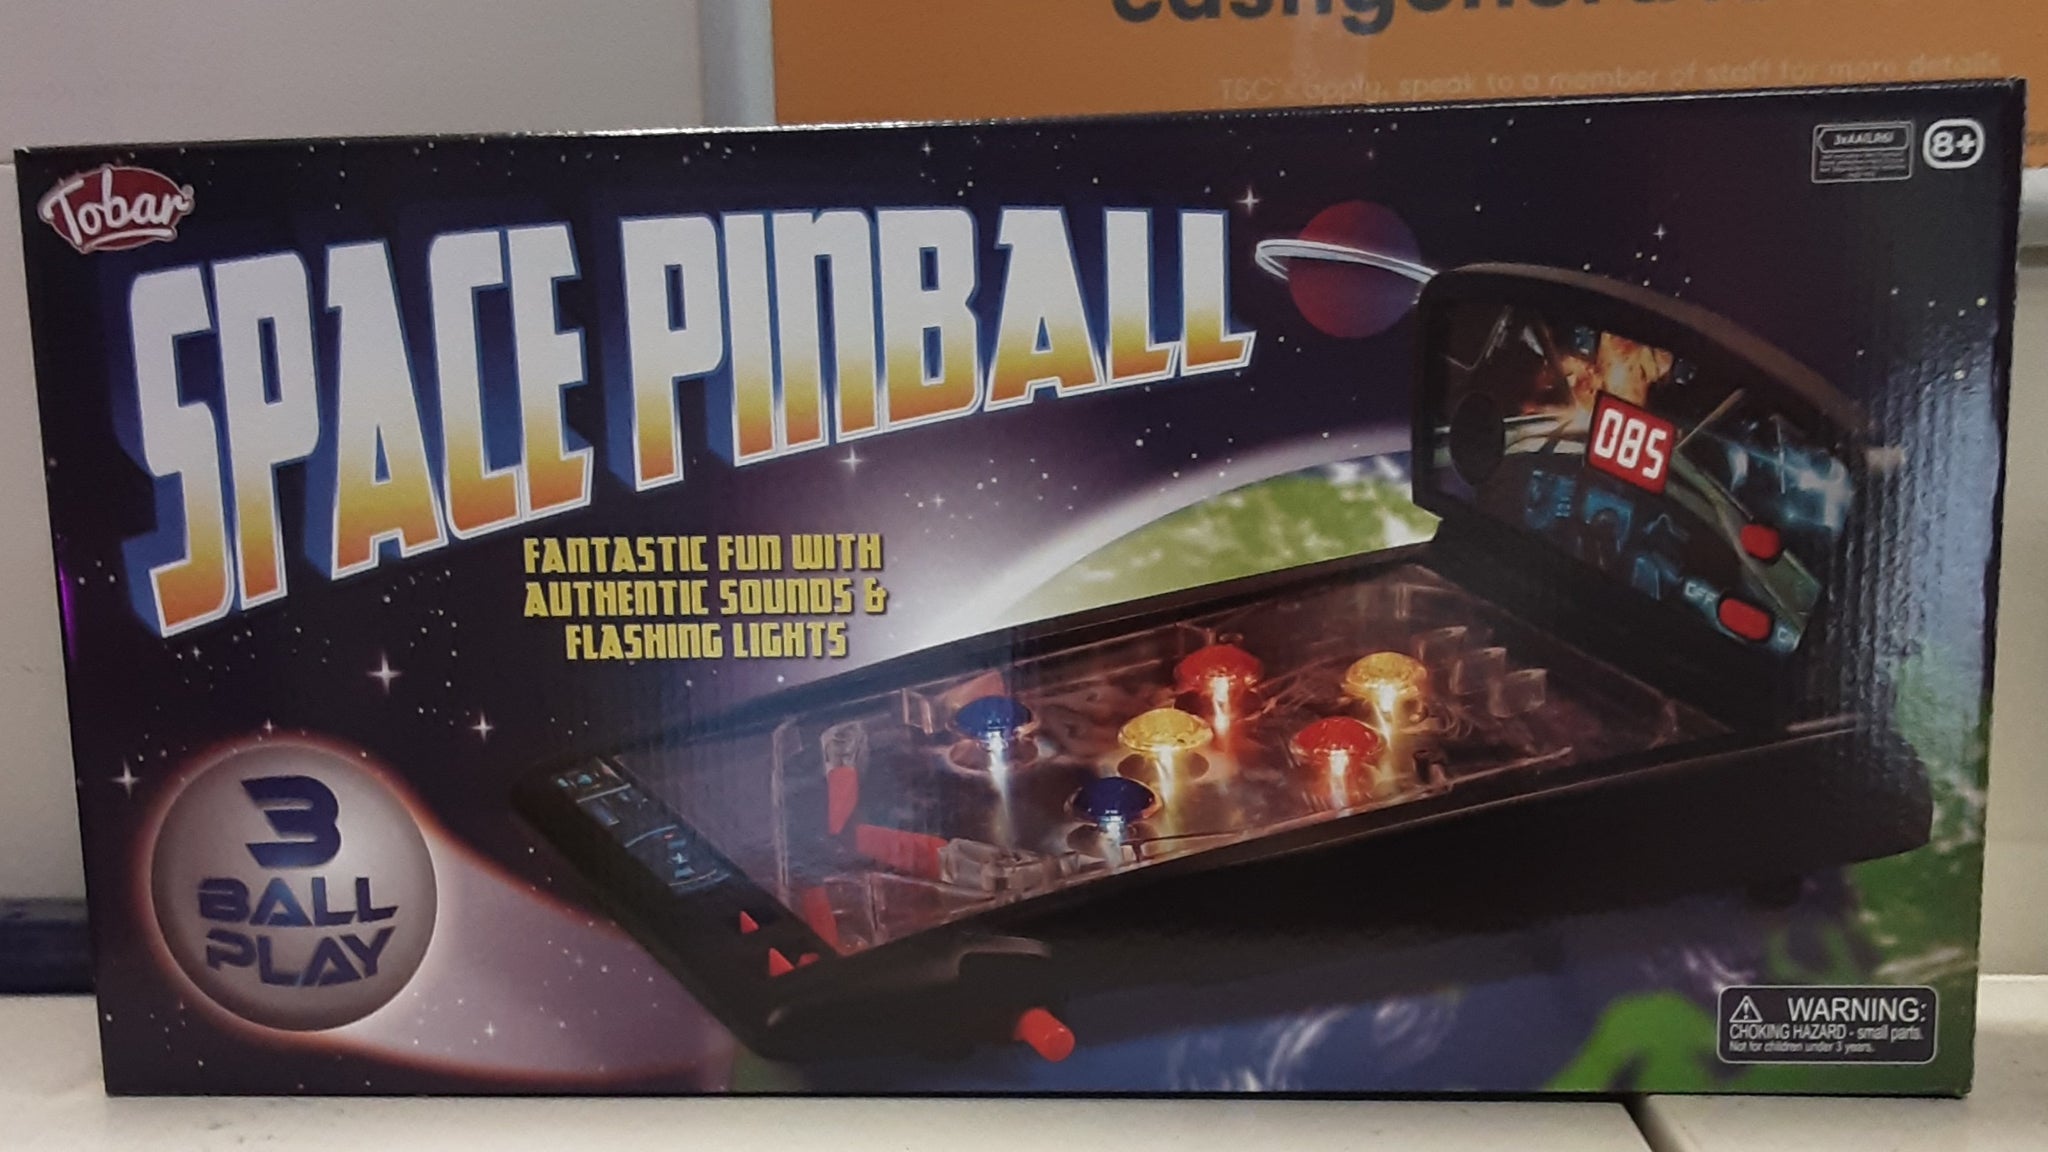 T&C's apply, speak to a member of staff for more details
Tobar
8+
SPACE PINBALL
085
FANTASTIC FUN WITH
AUTHENTIC SOUNDS &
FLASHING LIGHTS
OFF
3
BALL
PLAY
WARNING:
CHOKING HAZARD - small parts.
Not for children under 3 years.